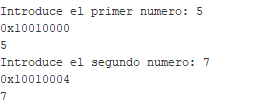 Introduce el primer numero: 5
0x10010000
5
Introduce el segundo numero: 7
0x10010004
7